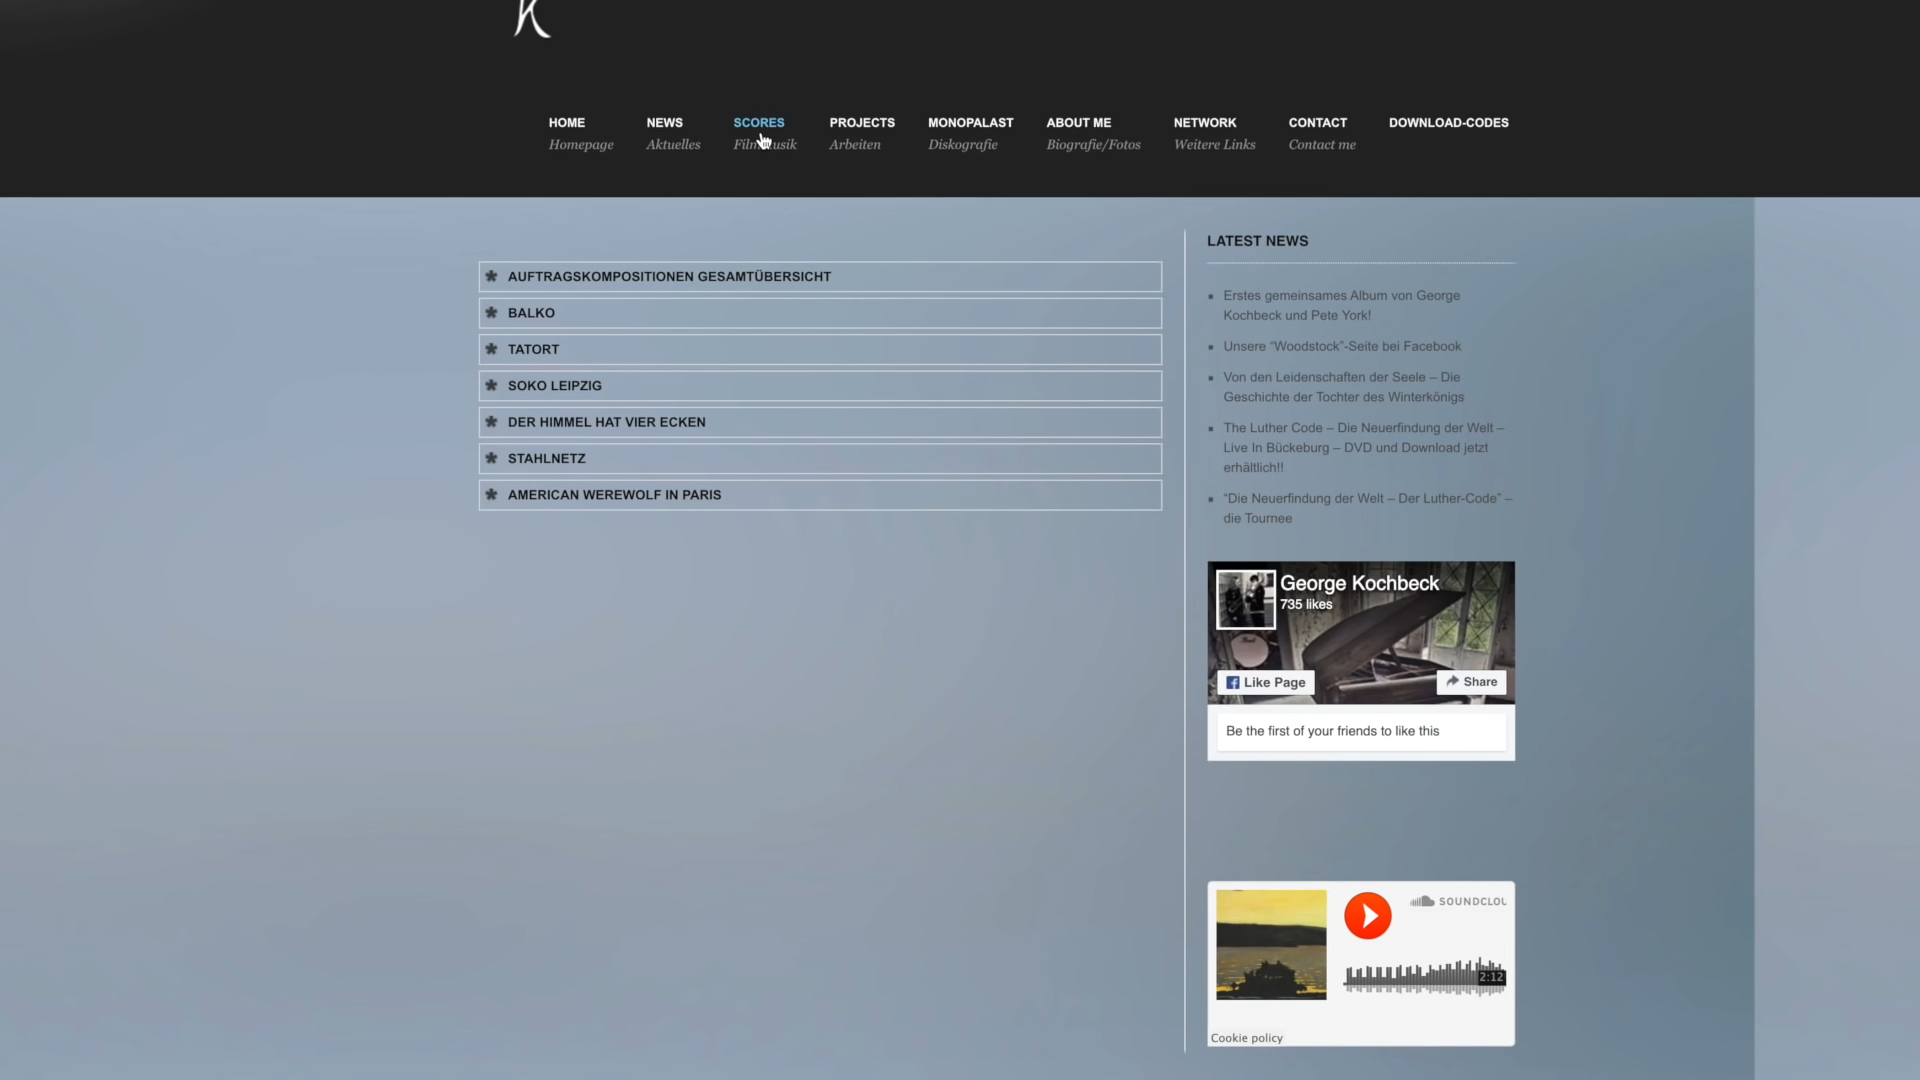 K
HOME
Homepage
NEWS
Aktuelles
SCORES
PROJECTS
Arbeiten
MONOPALAST
Diskografie
ABOUT ME
Biografie/Fotos
NETWORK
Weitere Links
CONTACT
Contact me
DOWNLOAD-CODES
AUFTRAGSKOMPOSITIONEN GESAMTÜBERSICHT
BALKO
TATORT
SOKO LEIPZIG
DER HIMMEL HAT VIER ECKEN
STAHLNETZ
AMERICAN WEREWOLF IN PARIS
LATEST NEWS
Erstes gemeinsames Album von George
Kochbeck und Pete York!
Unsere “Woodstock”-Seite bei Facebook
Von den Leidenschaften der Seele – Die
Geschichte der Tochter des Winterkönigs
The Luther Code – Die Neuerfindung der Welt –
Live In Bückeburg – DVD und Download jetzt
erhältlich!!
“Die Neuerfindung der Welt – Der Luther-Code” –
die Tournee
George Kochbeck
735 likes
Like Page
Share
Be the first of your friends to like this
SOUNDCLOU
2:12
Cookie policy